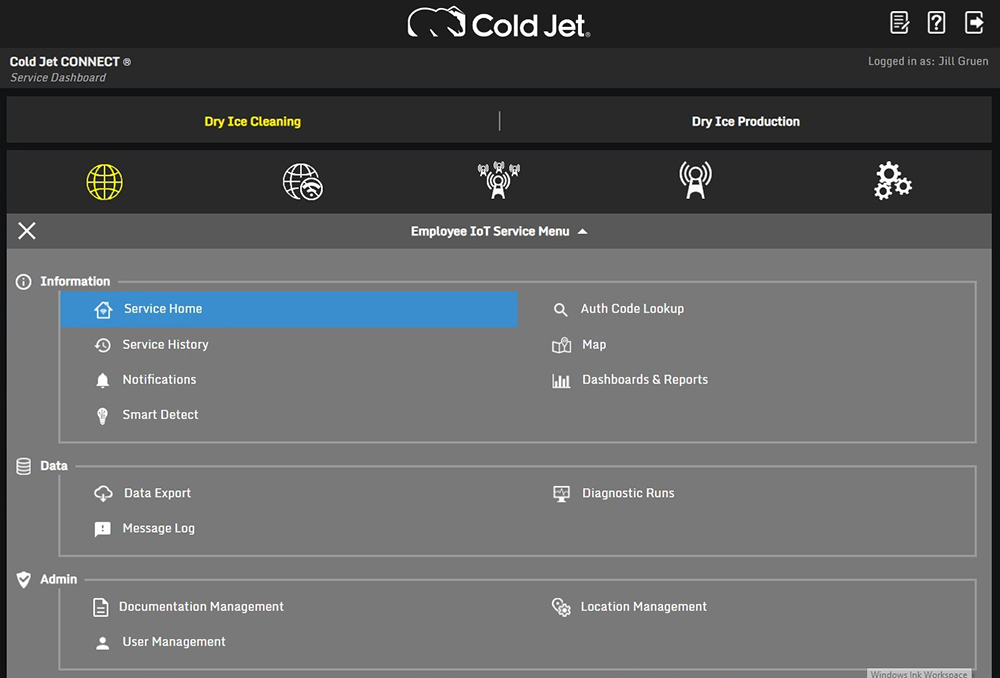 Cold Jet®
Cold Jet CONNECT ®
Logged in as: Jill Gruen
Service Dashboard
Dry Ice Cleaning | Dry Ice Production
Employee IoT Service Menu
Information
Service Home
Auth Code Lookup
Service History
Map
Notifications
Dashboards & Reports
Smart Detect
Data
Data Export
Diagnostic Runs
Message Log
Admin
Documentation Management
Location Management
User Management
Windows Ink Workspace